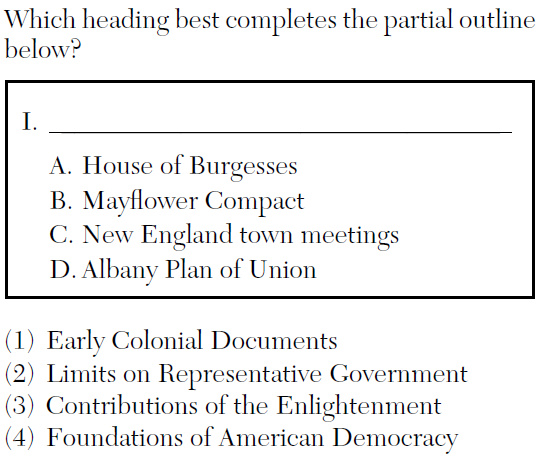 Which heading best completes the partial outline
below?
I. ________________
A. House of Burgesses
B. Mayflower Compact
C. New England town meetings
D. Albany Plan of Union
(1) Early Colonial Documents
(2) Limits on Representative Government
(3) Contributions of the Enlightenment
(4) Foundations of American Democracy